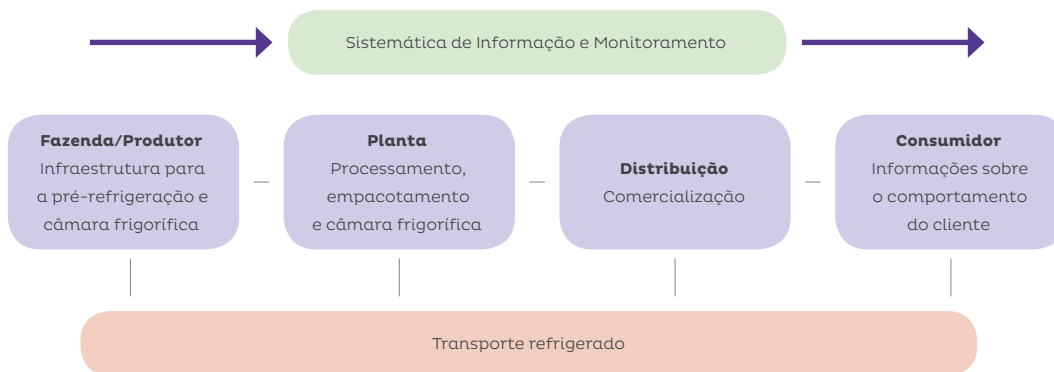 Sistemática de Informação e Monitoramento
Fazenda/Produtor
Infraestrutura para
a pré-refrigeração e
câmara frigorífica
Planta
Processamento,
empacotamento
e câmara frigorífica
Distribuição
Comercialização
Consumidor
Informações sobre
o comportamento
do cliente
Transporte refrigerado